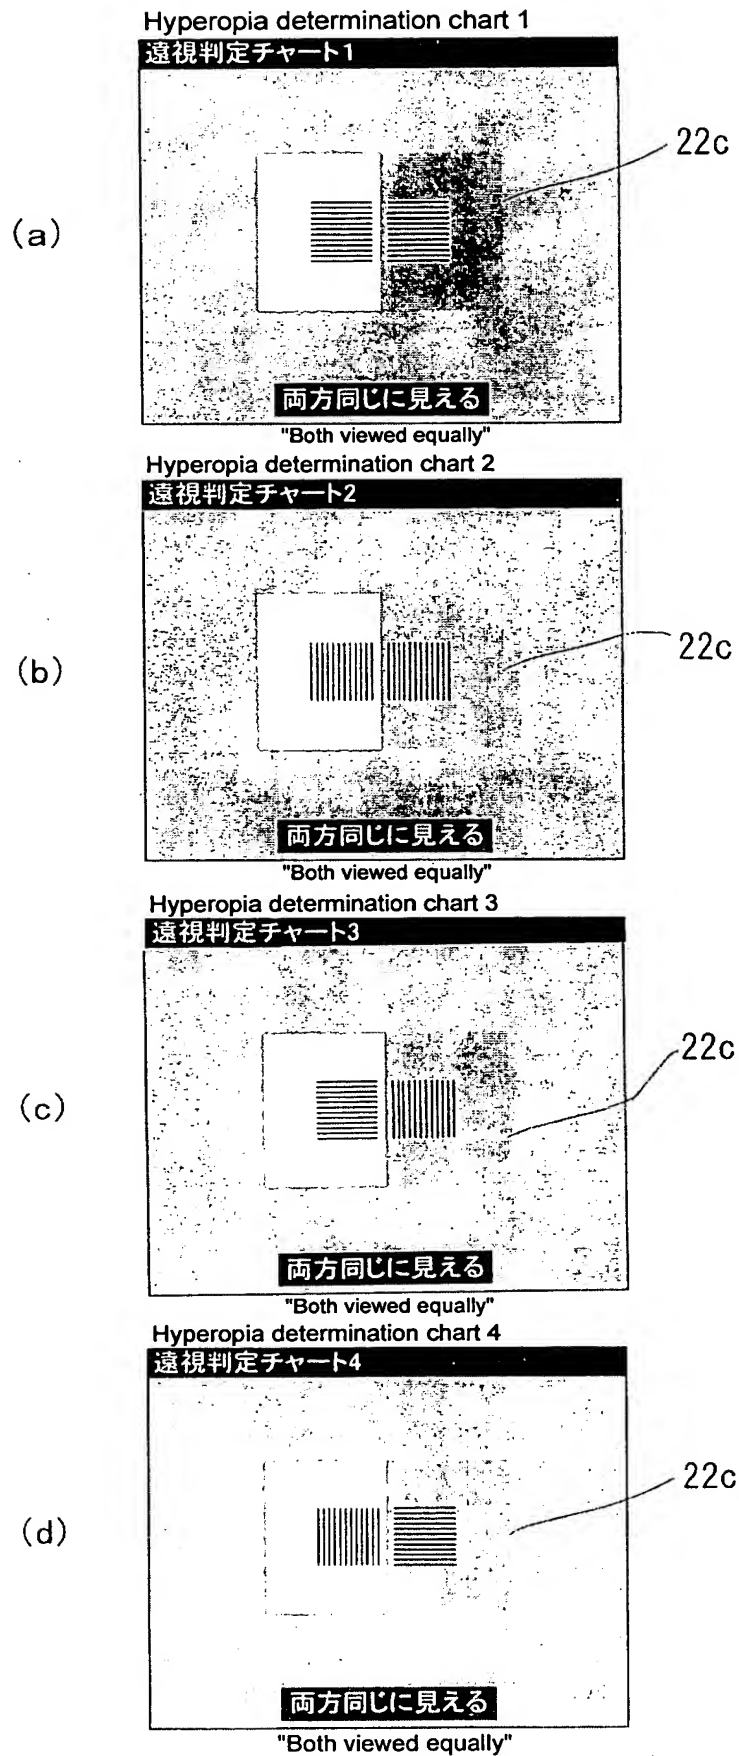 Hyperopia determination chart 1
遠視判定チャート1
22c
(a)
両方同じに見える
"Both viewed equally"
Hyperopia determination chart 2
遠視判定チャート2
22c
(b)
両方同じに見える
"Both viewed equally"
Hyperopia determination chart 3
遠視判定チャート3
22c
(c)
両方同じに見える
"Both viewed equally"
Hyperopia determination chart 4
遠視判定チャート4
22c
(d)
両方同じに見える
"Both viewed equally"